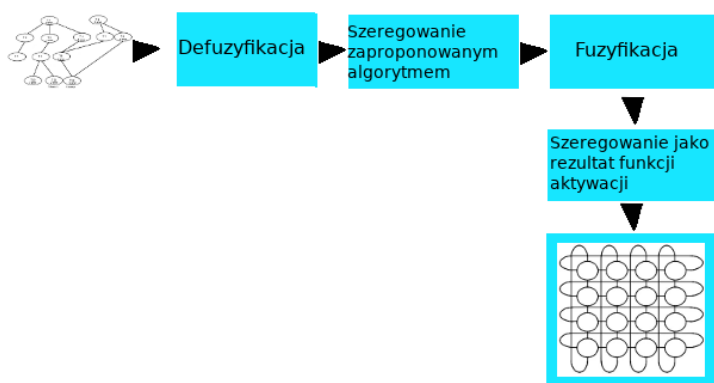 Defuzyfikacja
Szeregowanie
zaproponowanym
algorytmem
Fuzyfikacja
Szeregowanie jako
rezultat funkcji
aktywacji